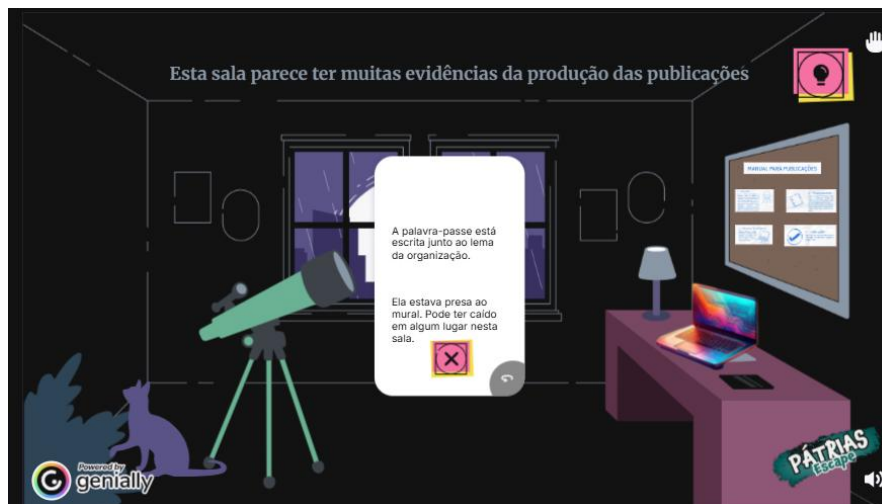 Esta sala parece ter muitas evidências da produção das publicações
MANUAL PARA PUBLICAÇÕES
A palavra-passe está
escrita junto ao lema
da organização.
Ela estava presa ao
mural. Pode ter caído
em algum lugar nesta
sala.
Powered by
genially
PÁTRIAS
Escape